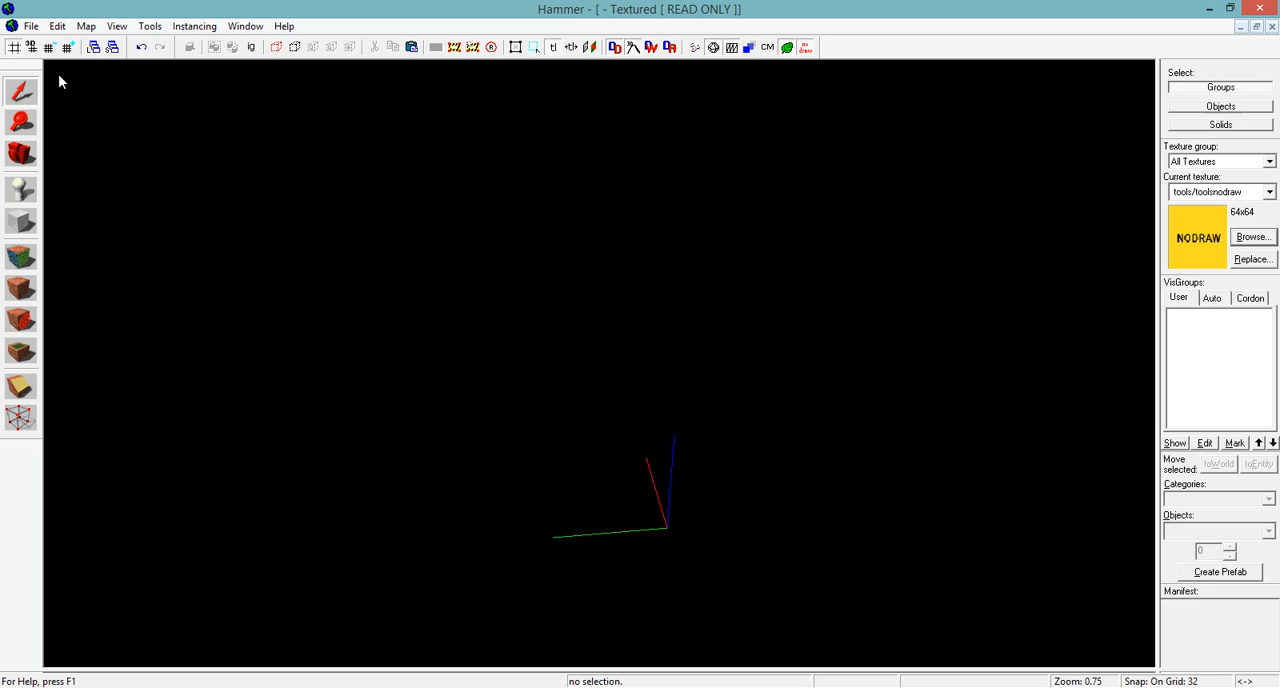 Hammer - [ - Textured [ READ ONLY ]]
File Edit Map View Tools Instancing Window Help
CM
Select:
Groups
Objects
Solids
Texture group:
All Textures
Current texture:
tools/toolsnodraw
64x64
NODRAW
Browse...
Replace...
VisGroups:
User Auto Cordon
Show Edit Mark
Move selected: toWorld toEntity
Categories:
Objects:
0
Create Prefab
Manifest:
For Help, press F1 no selection. Zoom: 0.75 Snap: On Grid: 32 <->